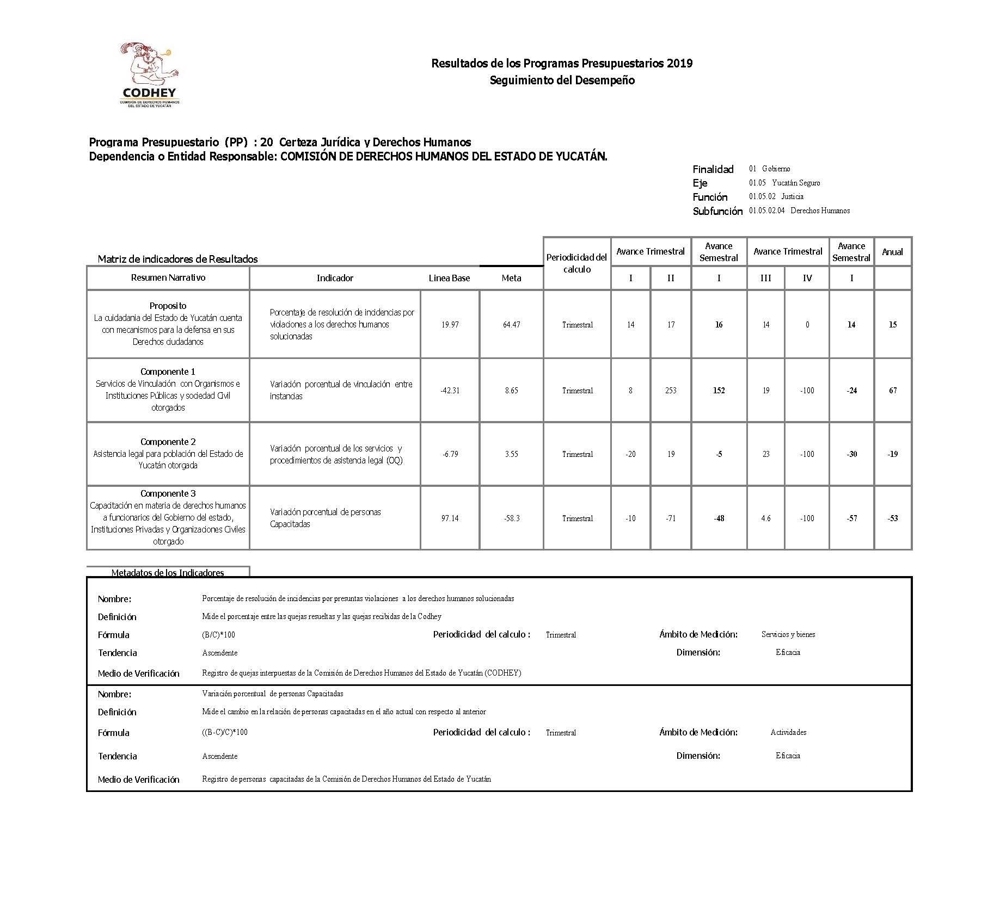 CODHEY
COMISIÓN DE DERECHOS HUMANOS
DEL ESTADO DE YUCATÁN
Resultados de los Programas Presupuestarios 2019
Seguimiento del Desempeño
Programa Presupuestario (PP) : 20 Certeza Jurídica y Derechos Humanos
Dependencia o Entidad Responsable: COMISIÓN DE DERECHOS HUMANOS DEL ESTADO DE YUCATÁN.
Finalidad 01 Gobierno
Eje 01.05 Yucatán Seguro
Función 01.05.02 Justicia
Subfunción 01.05.02.04 Derechos Humanos
Matriz de indicadores de Resultados
Periodicidad del
calculo
Avance Trimestral
Avance
Semestral
Avance Trimestral
Avance
Semestral
Anual
Resumen Narrativo Indicador Linea Base Meta I II I III IV I
Proposito
La cuidadania del Estado de Yucatán cuenta
con mecanismos para la defensa en sus
Derechos ciudadanos
Porcentaje de resolución de incidencias por
violaciones a los derechos humanos
solucionadas
19.97 64.47 Trimestral 14 17 16 14 0 14 15
Componente 1
Servicios de Vinculación con Organismos e
Instituciones Públicas y sociedad Civil
otorgados
Variación porcentual de vinculación entre
instancias
-42.31 8.65 Trimestral 8 253 152 19 -100 -24 67
Componente 2
Asistencia legal para población del Estado de
Yucatán otorgada
Variación porcentual de los servicios y
procedimientos de asistencia legal (OQ)
-6.79 3.55 Trimestral -20 19 -5 23 -100 -30 -19
Componente 3
Capacitación en materia de derechos humanos
a funcionarios del Gobierno del estado,
Instituciones Privadas y Organizaciones Civiles
otorgado
Variación porcentual de personas
Capacitadas
97.14 -58.3 Trimestral -10 -71 -48 4.6 -100 -57 -53
Metadatos de los Indicadores
Nombre: Porcentaje de resolución de incidencias por presuntas violaciones a los derechos humanos solucionadas
Definición Mide el porcentaje entre las quejas resueltas y las quejas recibidas de la Codhey
Fórmula (B/C)*100 Periodicidad del calculo : Trimestral Ámbito de Medición: Servicios y bienes
Tendencia Ascendente Dimensión: Eficacia
Medio de Verificación Registro de quejas interpuestas de la Comisión de Derechos Humanos del Estado de Yucatán (CODHEY)
Nombre: Variación porcentual de personas Capacitadas
Definición Mide el cambio en la relación de personas capacitadas en el año actual con respecto al anterior
Fórmula ((B-C)/C)*100 Periodicidad del calculo : Trimestral Ámbito de Medición: Actividades
Tendencia Ascendente Dimensión: Eficacia
Medio de Verificación Registro de personas capacitadas de la Comisión de Derechos Humanos del Estado de Yucatán